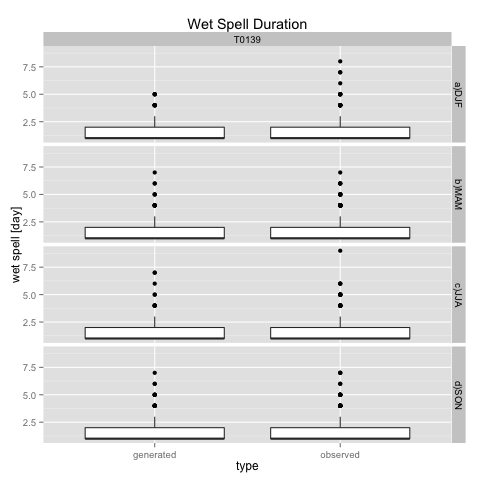 Wet Spell Duration
T0139
7.5
5.0
2.5
a)DJF
7.5
5.0
2.5
b)MAM
7.5
5.0
2.5
c)JJA
7.5
5.0
2.5
d)SON
wet spell [day]
generated observed
type